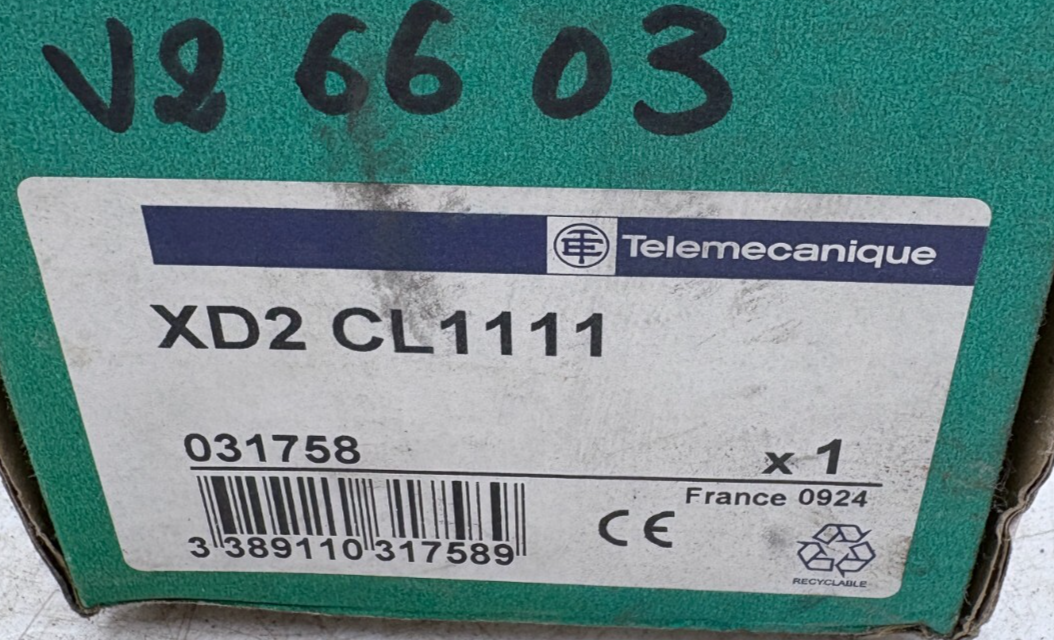 V2 66 03
Telemecanique
XD2 CL1111
031758
x 1
France 0924
3 389110 317589
CE
RECYCLABLE